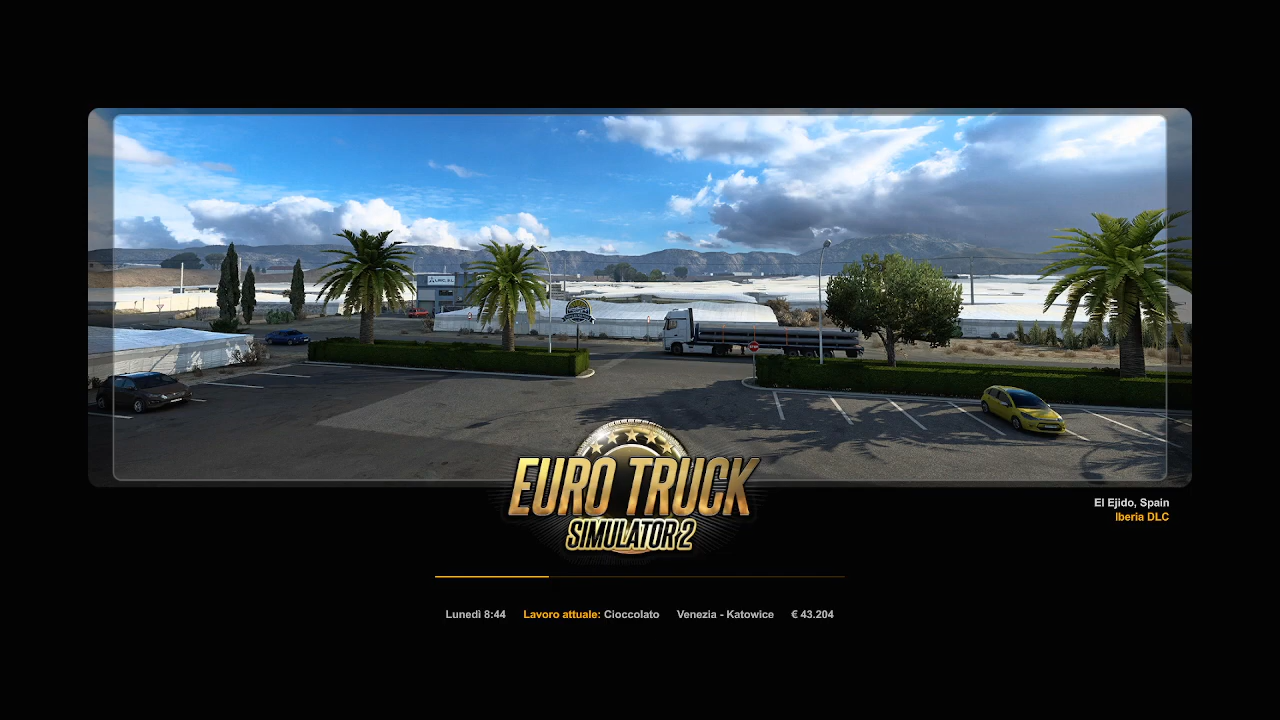 EURO TRUCK
SIMULATOR 2
El Ejido, Spain
Iberia DLC
Lunedì 8:44 Lavoro attuale: Cioccolato Venezia - Katowice € 43.204